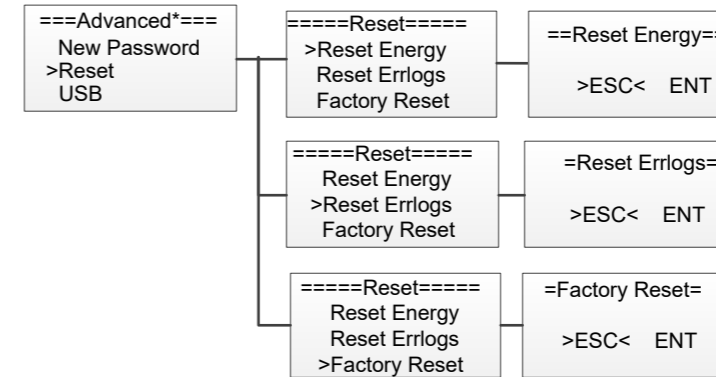 ===Advanced*===
New Password
>Reset
USB
=====Reset=====
>Reset Energy
Reset Errlogs
Factory Reset
==Reset Energy==
>ESC< ENT
=====Reset=====
Reset Energy
>Reset Errlogs
Factory Reset
=Reset Errlogs=
>ESC< ENT
=====Reset=====
Reset Energy
Reset Errlogs
>Factory Reset
=Factory Reset=
>ESC< ENT